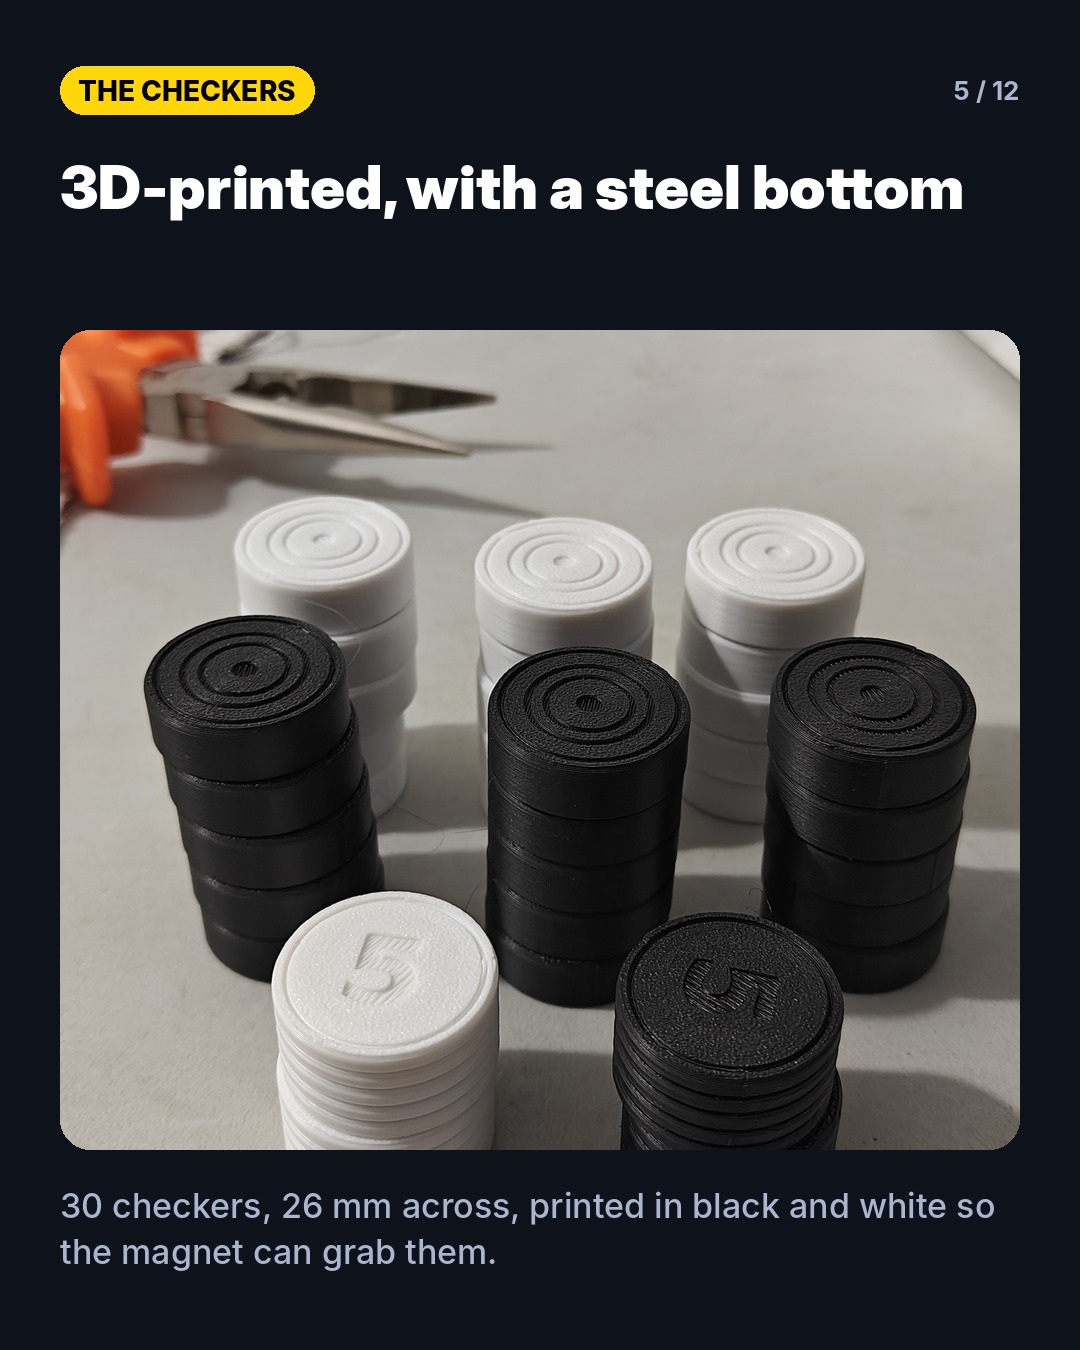 THE CHECKERS
5 / 12
3D-printed, with a steel bottom
5
5
30 checkers, 26 mm across, printed in black and white so
the magnet can grab them.